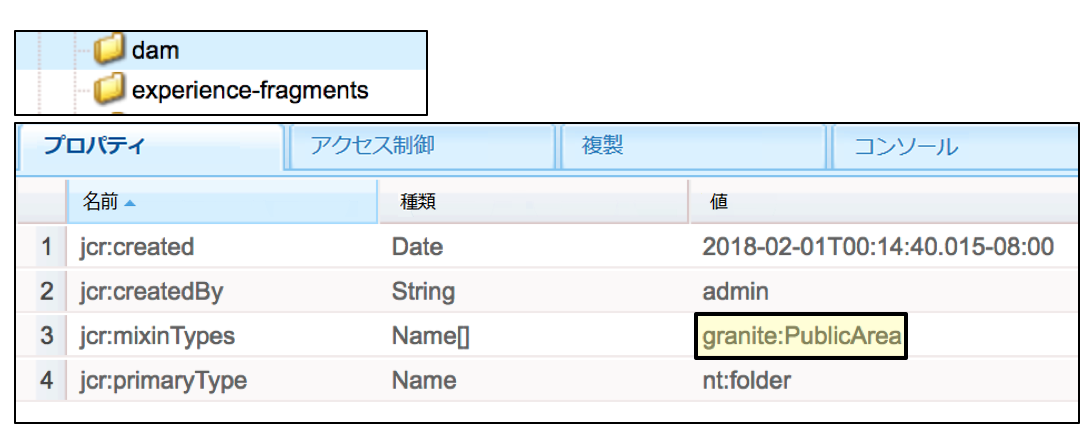 dam
experience-fragments
プロパティ アクセス制御 複製 コンソール
名前 種類 値
1 jcr:created Date 2018-02-01T00:14:40.015-08:00
2 jcr:createdBy String admin
3 jcr:mixinTypes Name[] granite:PublicArea
4 jcr:primaryType Name nt:folder